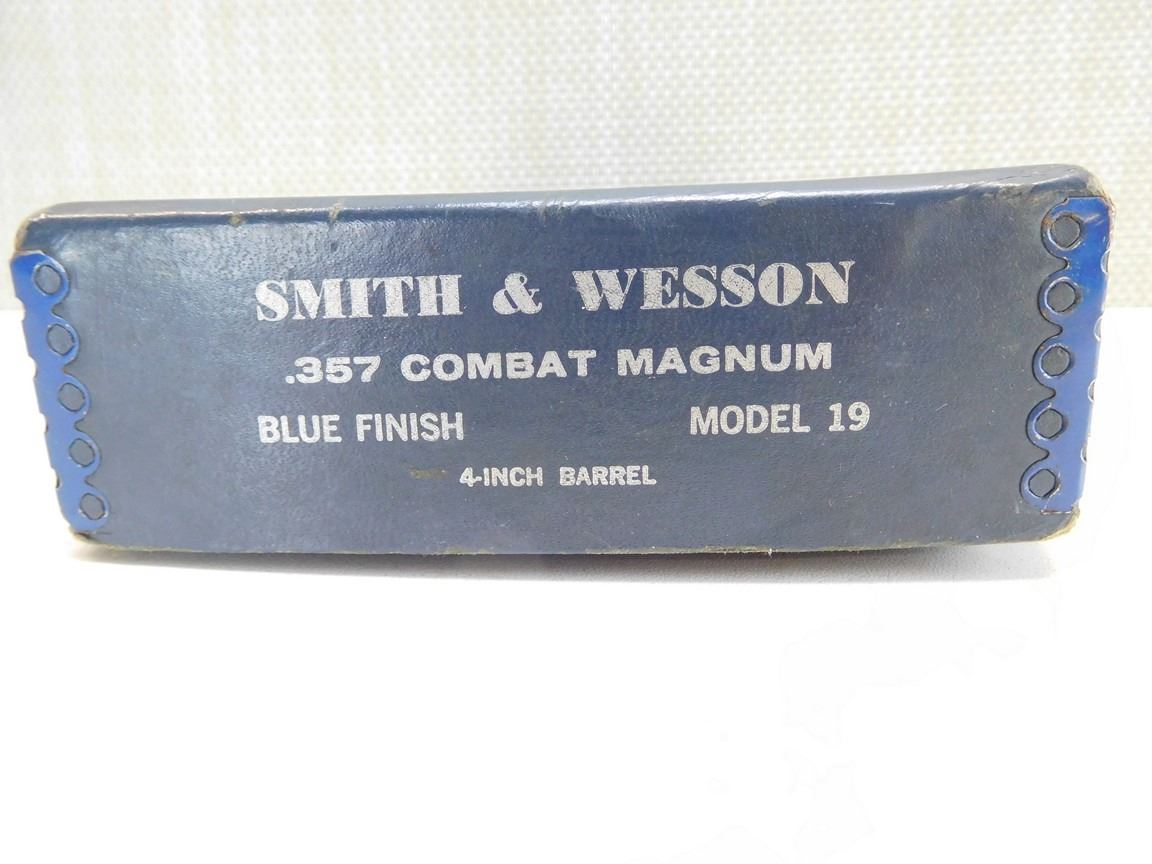 SMITH & WESSON
.357 COMBAT MAGNUM
BLUE FINISH MODEL 19
4-INCH BARREL